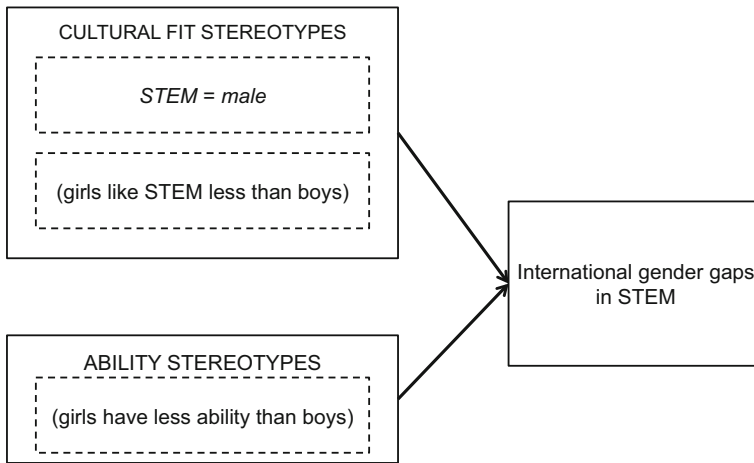 CULTURAL FIT STEREOTYPES
STEM = male
(girls like STEM less than boys)
International gender gaps
in STEM
ABILITY STEREOTYPES
(girls have less ability than boys)